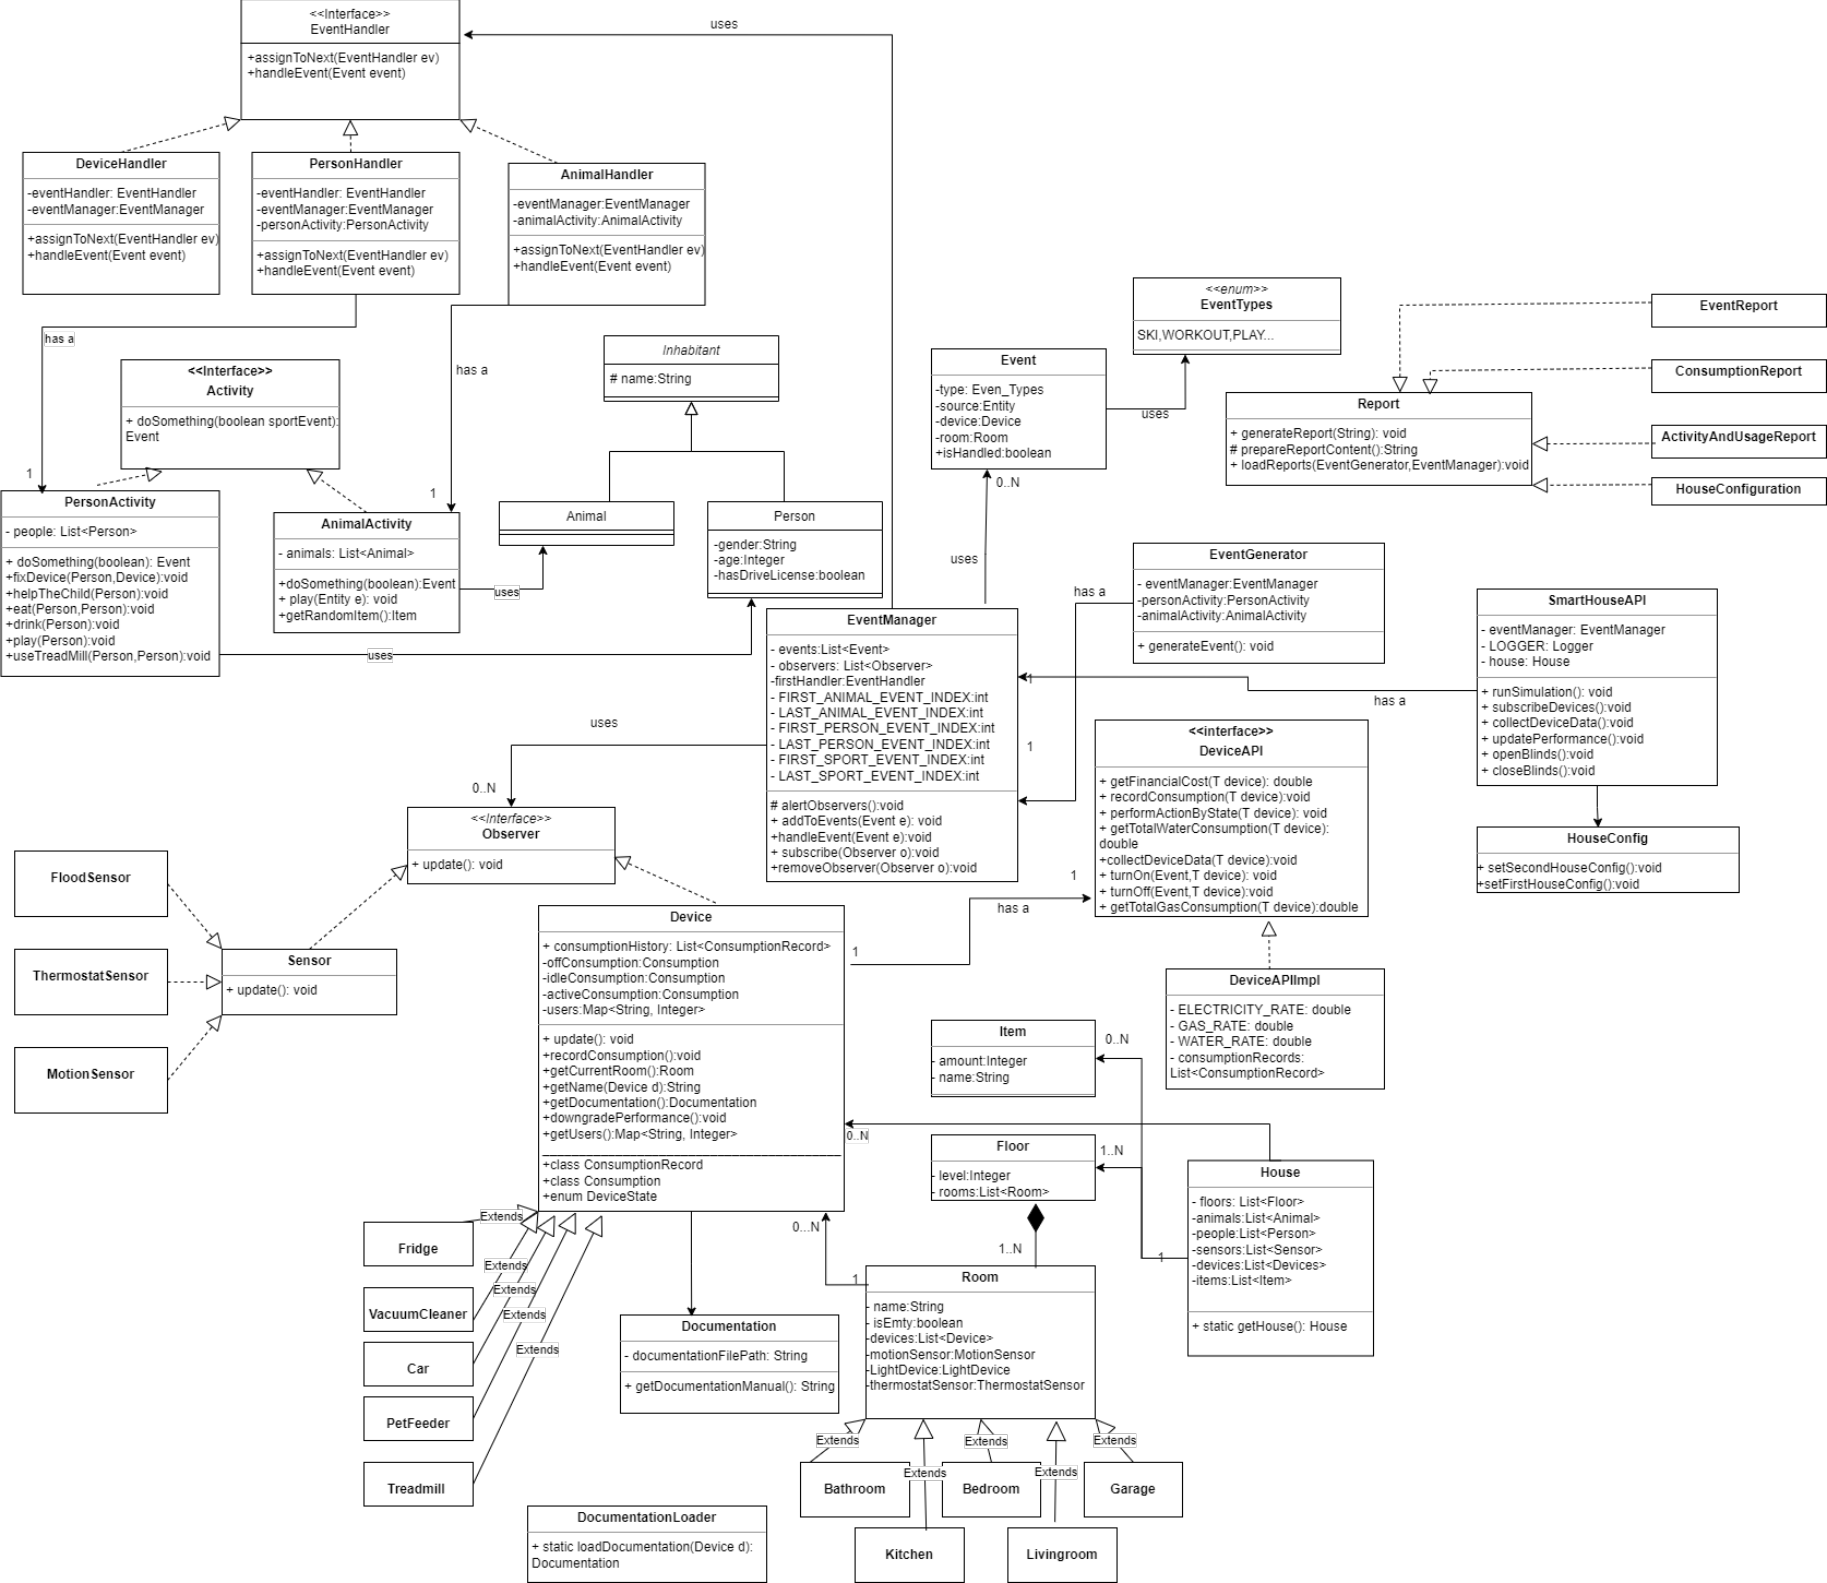 <<Interface>>
EventHandler
+assignToNext(EventHandler ev)
+handleEvent(Event event)
uses
DeviceHandler
-eventHandler: EventHandler
-eventManager:EventManager
+assignToNext(EventHandler ev)
+handleEvent(Event event)
PersonHandler
-eventHandler: EventHandler
-eventManager:EventManager
-personActivity:PersonActivity
+assignToNext(EventHandler ev)
+handleEvent(Event event)
AnimalHandler
-eventManager:EventManager
-animalActivity:AnimalActivity
+assignToNext(EventHandler ev)
+handleEvent(Event event)
has a
has a
<<Interface>>
Activity
+ doSomething(boolean sportEvent):
Event
Inhabitant
# name:String
Event
-type: Even_Types
-source:Entity
-device:Device
-room:Room
+isHandled:boolean
<<enum>>
EventTypes
SKI,WORKOUT,PLAY...
uses
EventReport
ConsumptionReport
ActivityAndUsageReport
HouseConfiguration
Report
+ generateReport(String): void
# prepareReportContent():String
+ loadReports(EventGenerator,EventManager):void
1
1
0..N
PersonActivity
- people: List<Person>
+ doSomething(boolean): Event
+fixDevice(Person,Device):void
+helpTheChild(Person):void
+eat(Person,Person):void
+drink(Person):void
+play(Person):void
+useTreadMill(Person,Person):void
AnimalActivity
- animals: List<Animal>
+doSomething(boolean):Event
+ play(Entity e): void
+getRandomItem():Item
uses
uses
Animal
Person
-gender:String
-age:Integer
-hasDriveLicense:boolean
uses
EventGenerator
- eventManager:EventManager
-personActivity:PersonActivity
-animalActivity:AnimalActivity
+ generateEvent(): void
has a
SmartHouseAPI
- eventManager: EventManager
- LOGGER: Logger
- house: House
+ runSimulation(): void
+ subscribeDevices():void
+ collectDeviceData():void
+ updatePerformance():void
+ openBlinds():void
+ closeBlinds():void
has a
EventManager
- events:List<Event>
- observers: List<Observer>
-firstHandler:EventHandler
- FIRST_ANIMAL_EVENT_INDEX:int
- LAST_ANIMAL_EVENT_INDEX:int
- FIRST_PERSON_EVENT_INDEX:int
- LAST_PERSON_EVENT_INDEX:int
- FIRST_SPORT_EVENT_INDEX:int
- LAST_SPORT_EVENT_INDEX:int
# alertObservers():void
+ addToEvents(Event e): void
+handleEvent(Event e):void
+ subscribe(Observer o):void
+removeObserver(Observer o):void
1
1
uses
0..N
<<Interface>>
Observer
+ update(): void
<<interface>>
DeviceAPI
+ getFinancialCost(T device): double
+ recordConsumption(T device):void
+ performActionByState(T device): void
+ getTotalWaterConsumption(T device):
double
+collectDeviceData(T device):void
+ turnOn(Event,T device): void
+ turnOff(Event,T device):void
+ getTotalGasConsumption(T device):double
HouseConfig
+ setSecondHouseConfig():void
+setFirstHouseConfig():void
FloodSensor
ThermostatSensor
MotionSensor
Sensor
+ update(): void
1
has a
1
Device
+ consumptionHistory: List<ConsumptionRecord>
-offConsumption:Consumption
-idleConsumption:Consumption
-activeConsumption:Consumption
-users:Map<String, Integer>
+ update(): void
+recordConsumption():void
+getCurrentRoom():Room
+getName(Device d):String
+getDocumentation():Documentation
+downgradePerformance():void
+getUsers():Map<String, Integer>
+class ConsumptionRecord
+class Consumption
+enum DeviceState
DeviceAPIImpl
- ELECTRICITY_RATE: double
- GAS_RATE: double
- WATER_RATE: double
- consumptionRecords:
List<ConsumptionRecord>
Item
- amount:Integer
- name:String
0..N
0..N
Floor
- level:Integer
- rooms:List<Room>
1..N
House
- floors: List<Floor>
-animals:List<Animal>
-people:List<Person>
-sensors:List<Sensor>
-devices:List<Devices>
-items:List<Item>
+ static getHouse(): House
1
Extends
Extends
Extends
Extends
Extends
Fridge
VacuumCleaner
Car
PetFeeder
Treadmill
0...N
1..N
1
Documentation
- documentationFilePath: String
+ getDocumentationManual(): String
Room
- name:String
- isEmty:boolean
-devices:List<Device>
-motionSensor:MotionSensor
-LightDevice:LightDevice
-thermostatSensor:ThermostatSensor
Extends
Extends
Extends
Extends
Extends
Bathroom
Bedroom
Garage
Kitchen
Livingroom
DocumentationLoader
+ static loadDocumentation(Device d):
Documentation